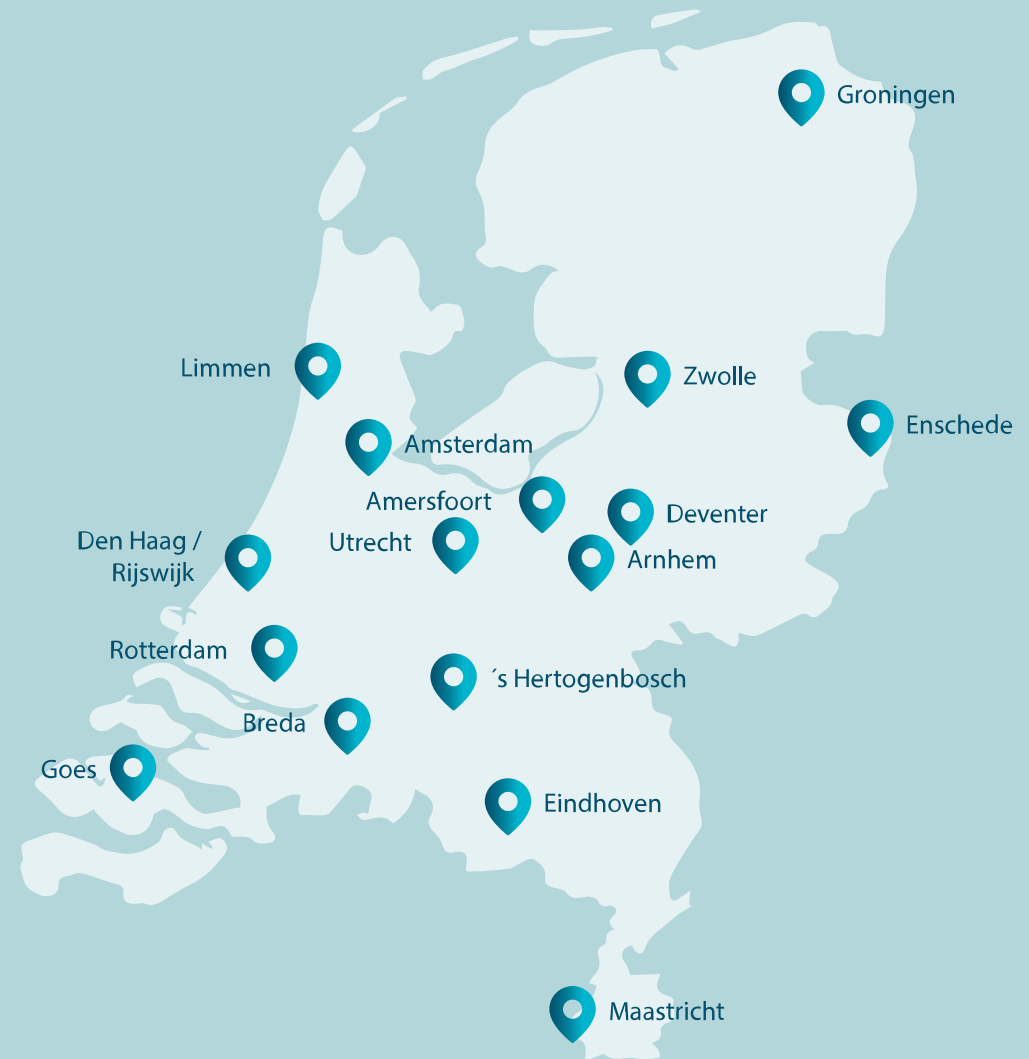 Groningen
Limmen
Zwolle
Enschede
Amsterdam
Amersfoort
Deventer
Utrecht
Den Haag /
Rijswijk
Arnhem
Rotterdam
´s Hertogenbosch
Breda
Goes
Eindhoven
Maastricht